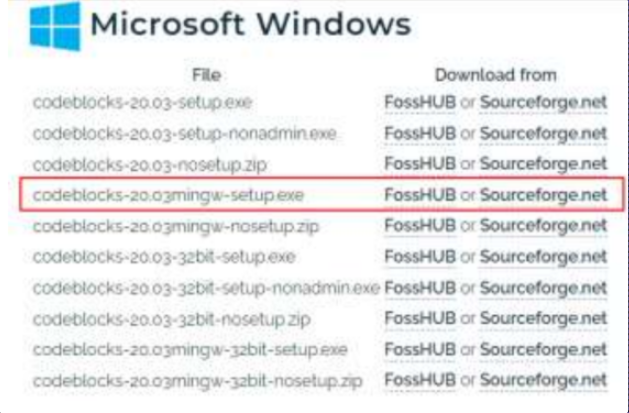 Microsoft Windows
File Download from
codeblocks-20.03-setup.exe FossHUB or Sourceforge.net
codeblocks-20.03-setup-nonadmin.exe FossHUB or Sourceforge.net
codeblocks-20.03-nosetup.zip FossHUB or Sourceforge.net
codeblocks-20.03mingw-setup.exe FossHUB or Sourceforge.net
codeblocks-20.03mingw-nosetup.zip FossHUB or Sourceforge.net
codeblocks-20.03-32bit-setup.exe FossHUB or Sourceforge.net
codeblocks-20.03-32bit-setup-nonadmin.exe FossHUB or Sourceforge.net
codeblocks-20.03-32bit-nosetup.zip FossHUB or Sourceforge.net
codeblocks-20.03mingw-32bit-setup.exe FossHUB or Sourceforge.net
codeblocks-20.03mingw-32bit-nosetup.zip FossHUB or Sourceforge.net